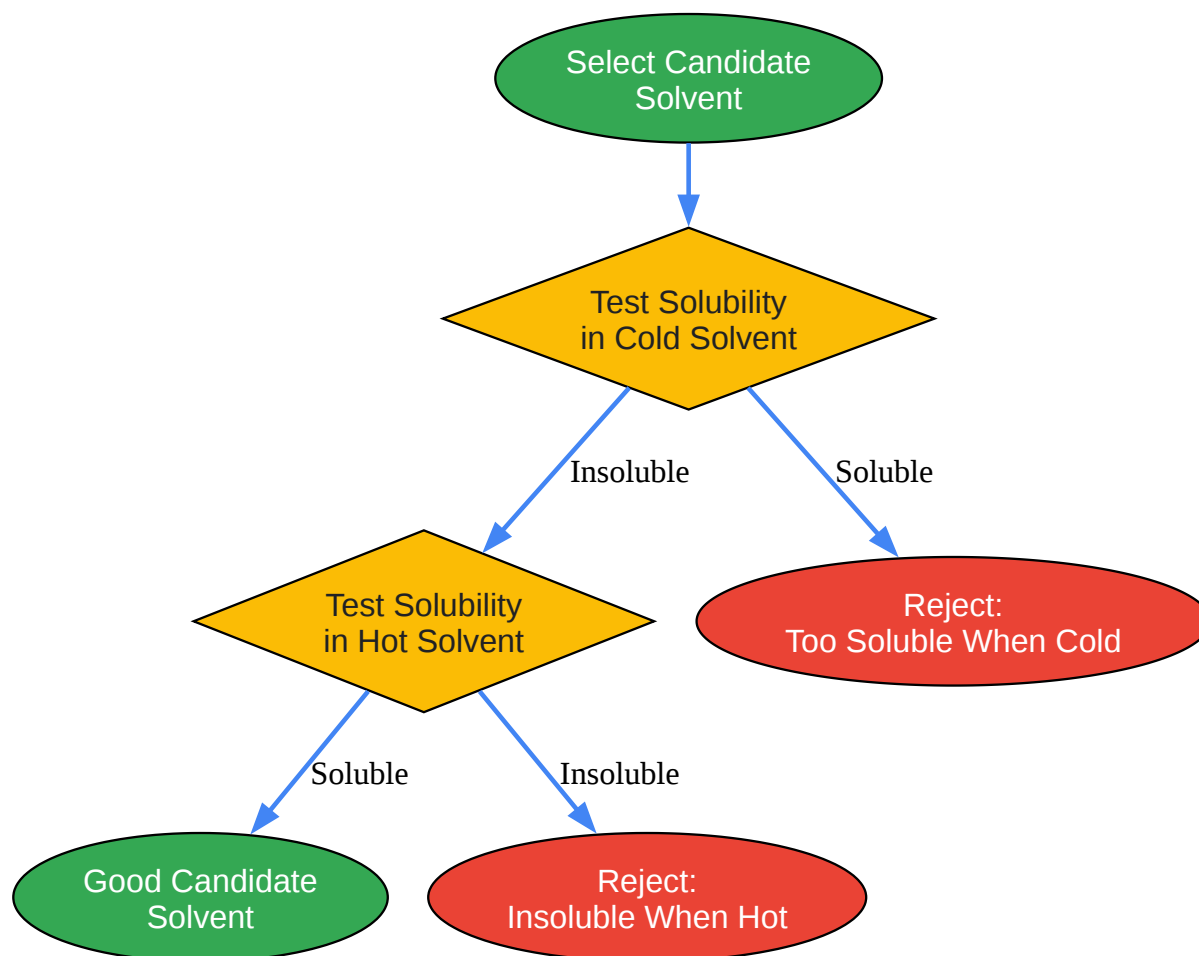 Select Candidate
Solvent
Test Solubility
in Cold Solvent
Insoluble
Soluble
Test Solubility
in Hot Solvent
Reject:
Too Soluble When Cold
Soluble
Insoluble
Good Candidate
Solvent
Reject:
Insoluble When Hot